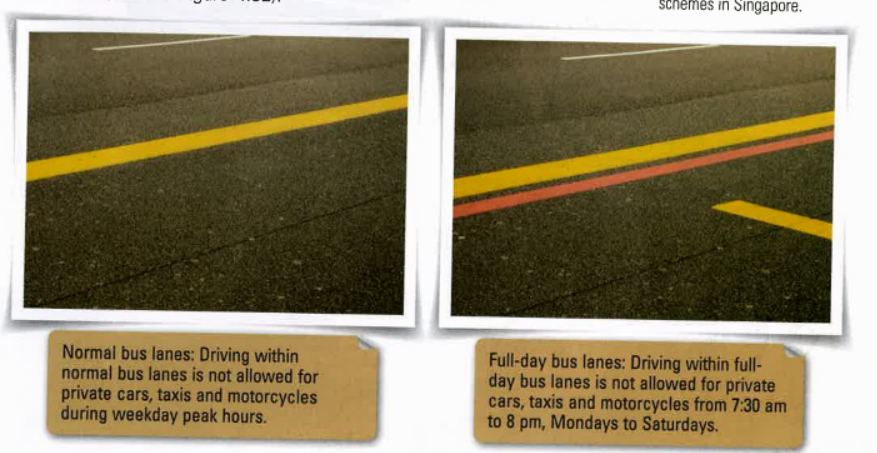 schemes in Singapore.
Normal bus lanes: Driving within
normal bus lanes is not allowed for
private cars, taxis and motorcycles
during weekday peak hours.
Full-day bus lanes: Driving within full-
day bus lanes is not allowed for private
cars, taxis and motorcycles from 7:30 am
to 8 pm, Mondays to Saturdays.